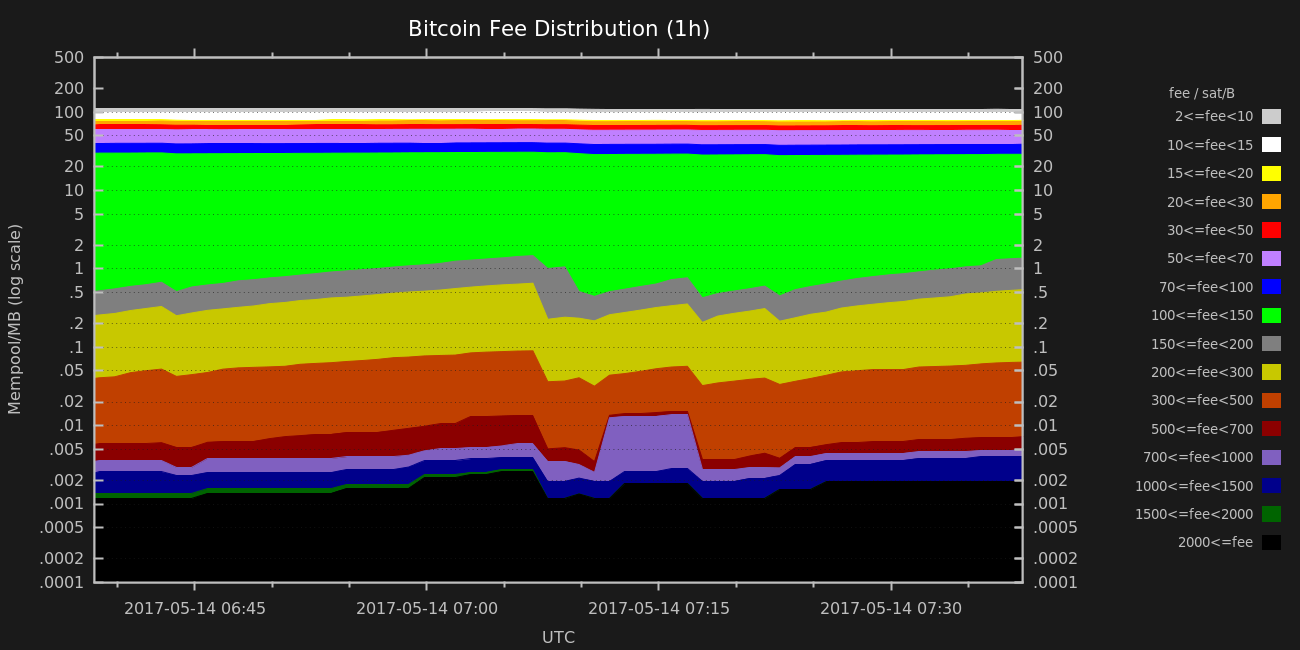 Bitcoin Fee Distribution (1h)
500
200
100
50
20
10
5
2
1
.5
.2
.1
.05
.02
.01
.005
.002
.001
.0005
.0002
.0001
Mempool/MB (log scale)
500
200
100
50
20
10
5
2
1
.5
.2
.1
.05
.02
.01
.005
.002
.001
.0005
.0002
.0001
2017-05-14 06:45
2017-05-14 07:00
2017-05-14 07:15
2017-05-14 07:30
UTC
fee / sat/B
2<=fee<10
10<=fee<15
15<=fee<20
20<=fee<30
30<=fee<50
50<=fee<70
70<=fee<100
100<=fee<150
150<=fee<200
200<=fee<300
300<=fee<500
500<=fee<700
700<=fee<1000
1000<=fee<1500
1500<=fee<2000
2000<=fee